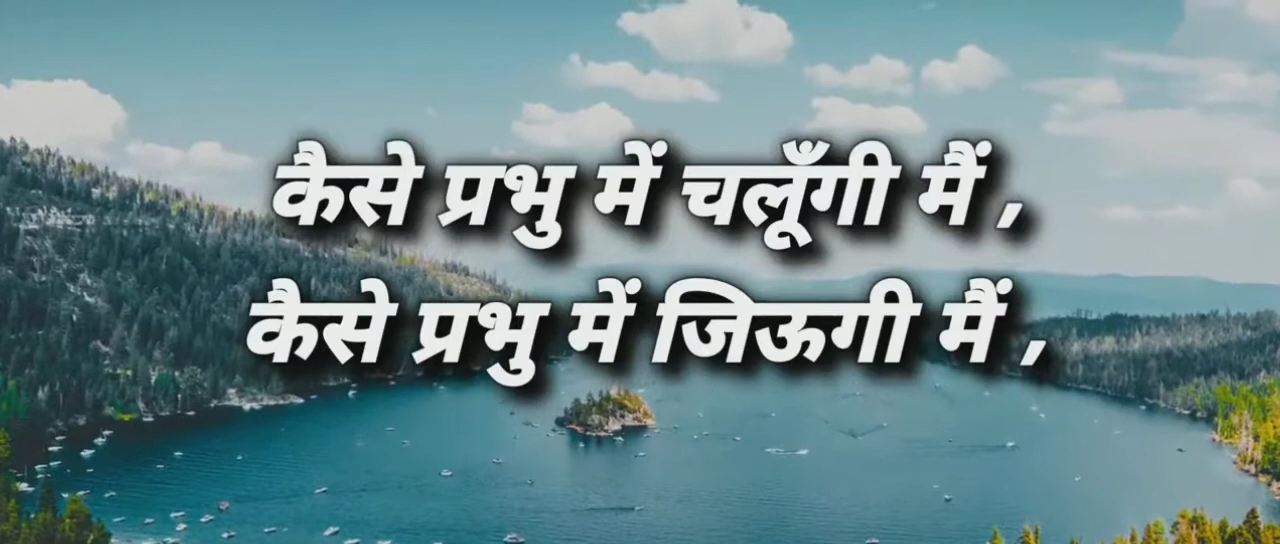 कैसे प्रभु में चलूँगी मैं ,
कैसे प्रभु में जिऊगी मैं ,